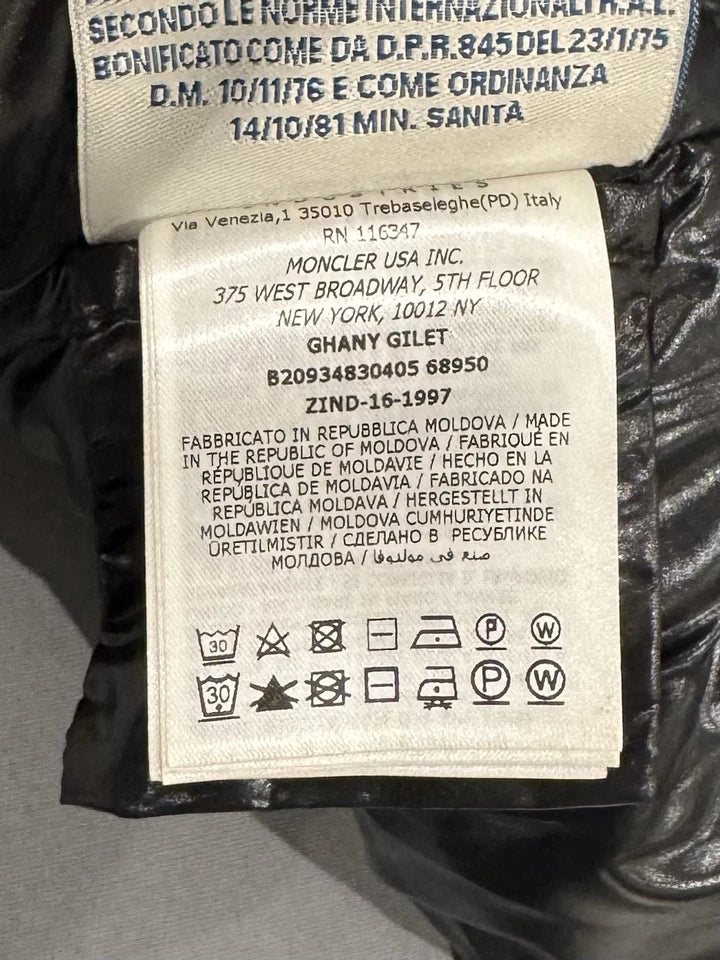 SECONDO LE NORME INTERNAZIONALI R.A.L.
BONIFICATO COME DA D.P.R. 845 DEL 23/1/75
D.M. 10/11/76 E COME ORDINANZA
14/10/81 MIN. SANITÀ
Via Venezia,1 35010 Trebaseleghe(PD) Italy
RN 116347
MONCLER USA INC.
375 WEST BROADWAY, 5TH FLOOR
NEW YORK, 10012 NY
GHANY GILET
B20934830405 68950
ZIND-16-1997
FABBRICATO IN REPUBBLICA MOLDOVA / MADE
IN THE REPUBLIC OF MOLDOVA / FABRIQUÉ EN
RÉPUBLIQUE DE MOLDAVIE / HECHO EN LA
REPÚBLICA DE MOLDAVIA / FABRICADO NA
REPÚBLICA MOLDAVA / HERGESTELLT IN
MOLDAWIEN / MOLDOVA CUMHURIYETINDE
ÜRETILMISTIR / СДЕЛАНО В РЕСУБЛИКЕ
МОЛДОВА / صنع في مولدوفا
30 P W
30 P W